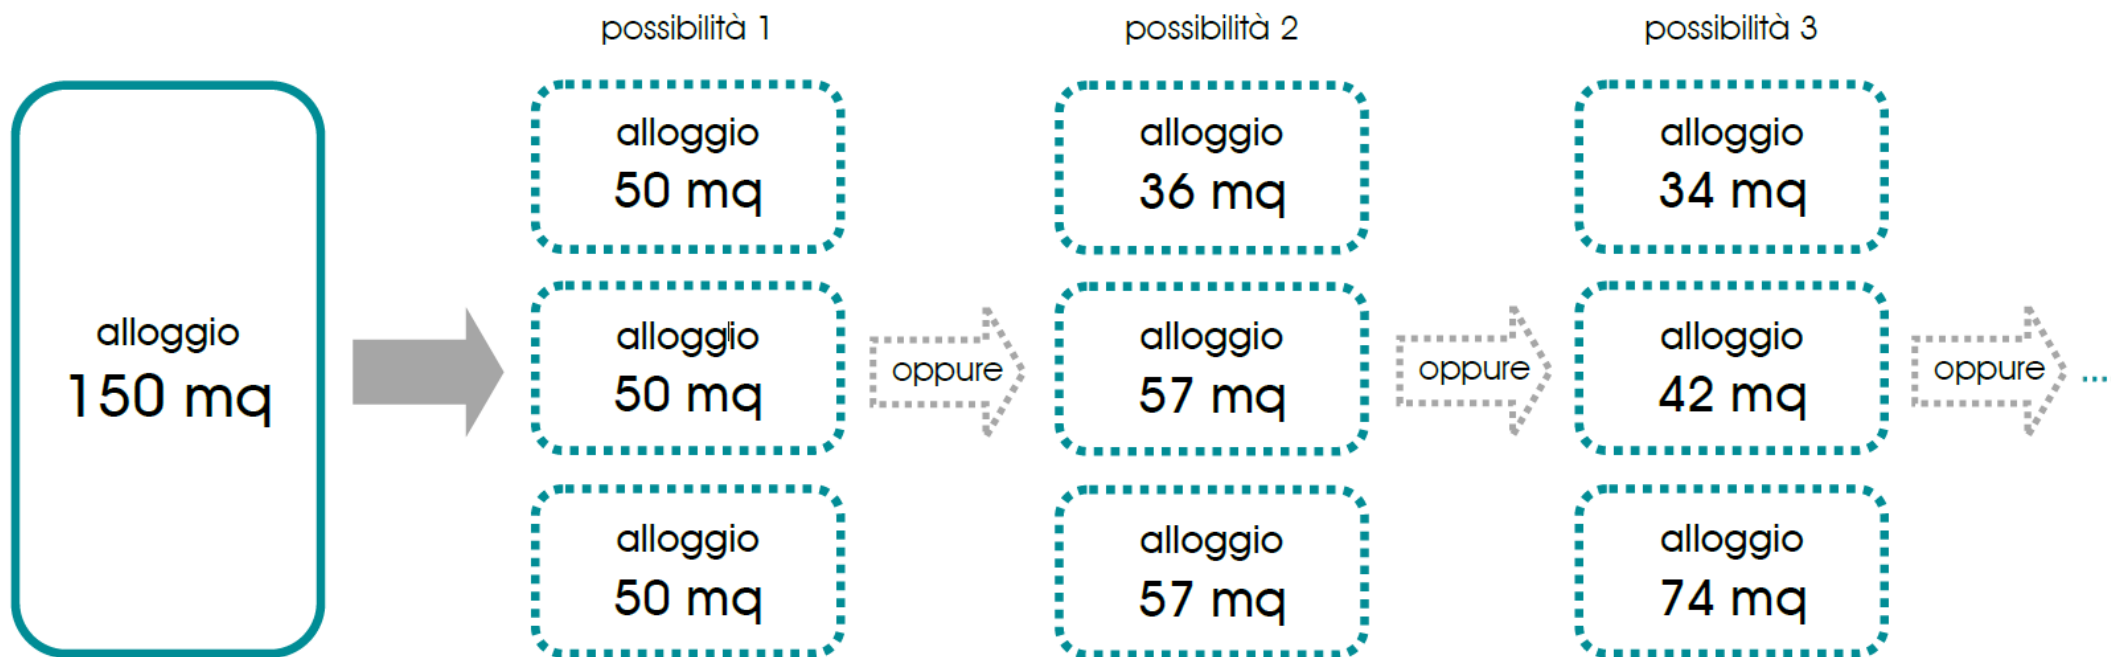 possibilità 1
possibilità 2
possibilità 3
alloggio
150 mq
alloggio
50 mq
alloggio
50 mq
alloggio
50 mq
oppure
alloggio
36 mq
alloggio
57 mq
alloggio
57 mq
oppure
alloggio
34 mq
alloggio
42 mq
alloggio
74 mq
oppure
...